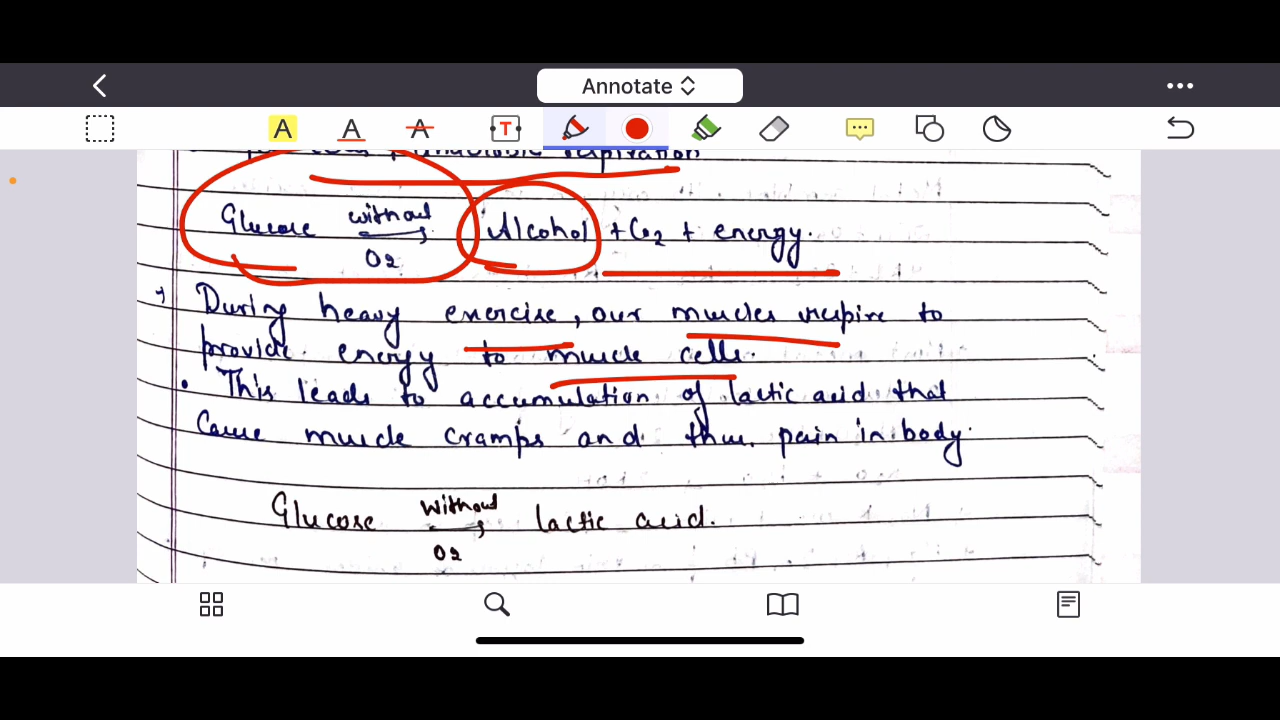 Annotate
anaerobic respiration
Glucose without Alcohol + Co2 + energy.
O2
During heavy exercise, our muscles respire to
provide energy to muscle cells.
• This leads to accumulation of lactic acid that
Cause muscle cramps and thus pain in body.
Glucose without lactic acid.
O2